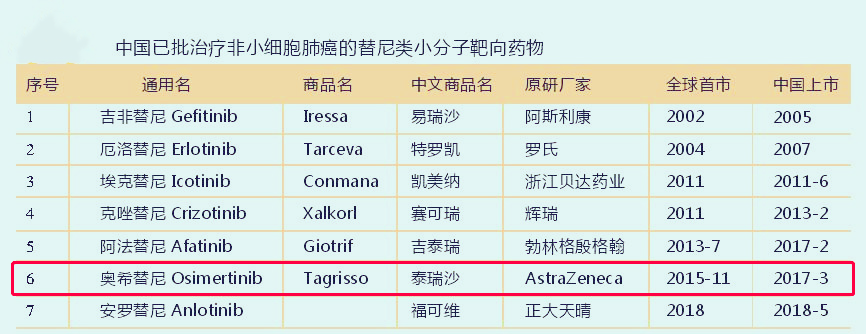 中国已批治疗非小细胞肺癌的替尼类小分子靶向药物
序号 通用名 商品名 中文商品名 原研厂家 全球首市 中国上市
1 吉非替尼 Gefitinib Iressa 易瑞沙 阿斯利康 2002 2005
2 厄洛替尼 Erlotinib Tarceva 特罗凯 罗氏 2004 2007
3 埃克替尼 Icotinib Conmana 凯美纳 浙江贝达药业 2011 2011-6
4 克唑替尼 Crizotinib Xalkorl 赛可瑞 辉瑞 2011 2013-2
5 阿法替尼 Afatinib Giotrif 吉泰瑞 勃林格殷格翰 2013-7 2017-2
6 奥希替尼 Osimertinib Tagrisso 泰瑞沙 AstraZeneca 2015-11 2017-3
7 安罗替尼 Anlotinib 福可维 正大天晴 2018 2018-5